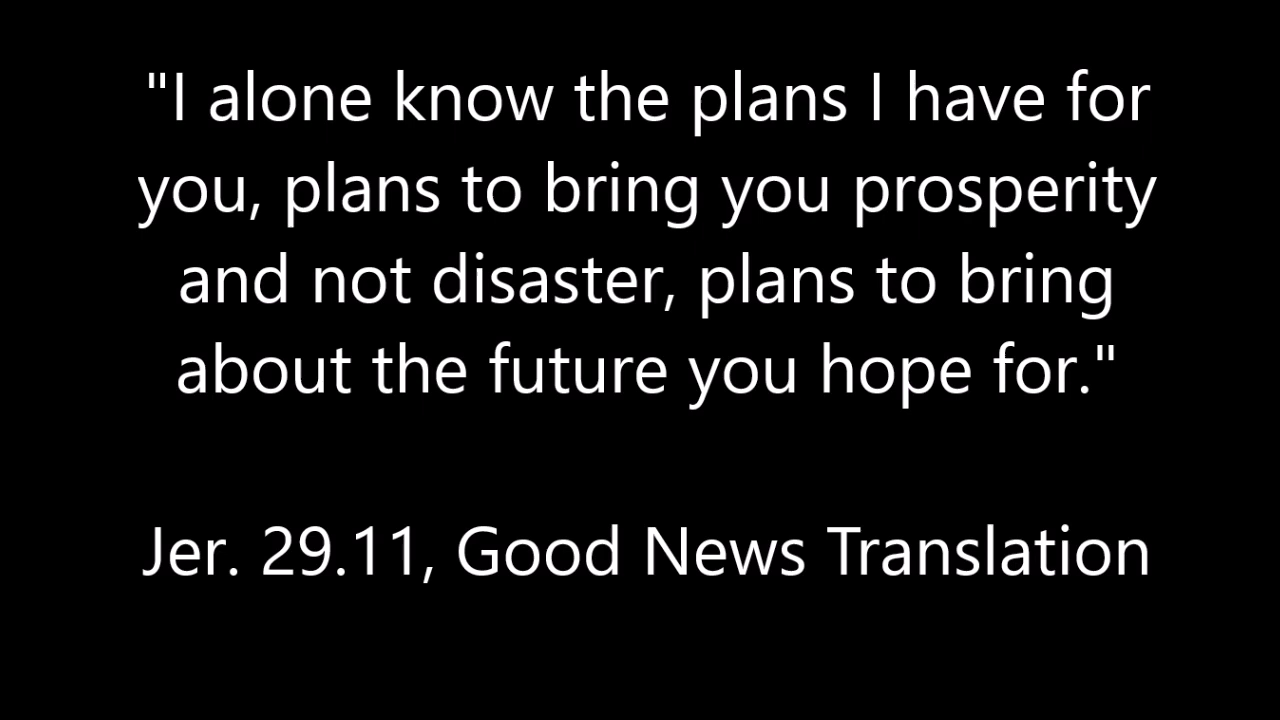 "I alone know the plans I have for
you, plans to bring you prosperity
and not disaster, plans to bring
about the future you hope for."
Jer. 29.11, Good News Translation